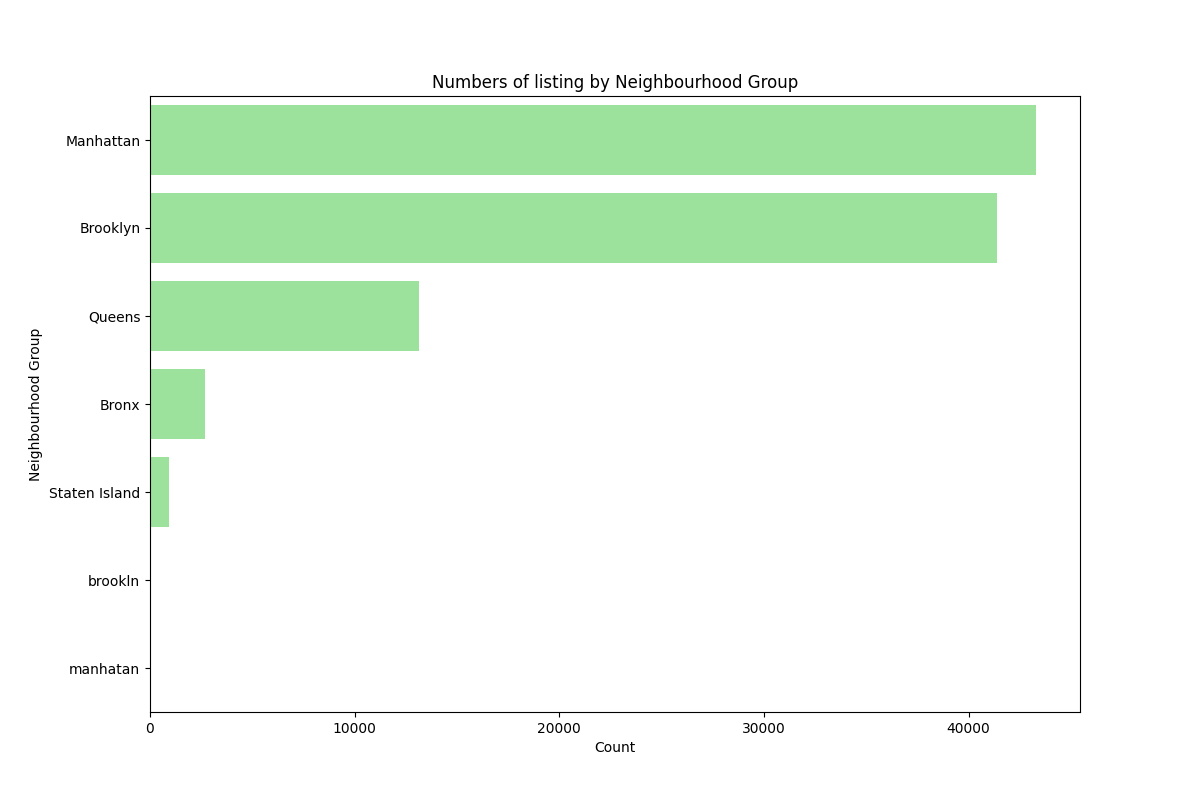 Numbers of listing by Neighbourhood Group
Neighbourhood Group
Manhattan
Brooklyn
Queens
Bronx
Staten Island
brookln
manhatan
0 10000 20000 30000 40000
Count